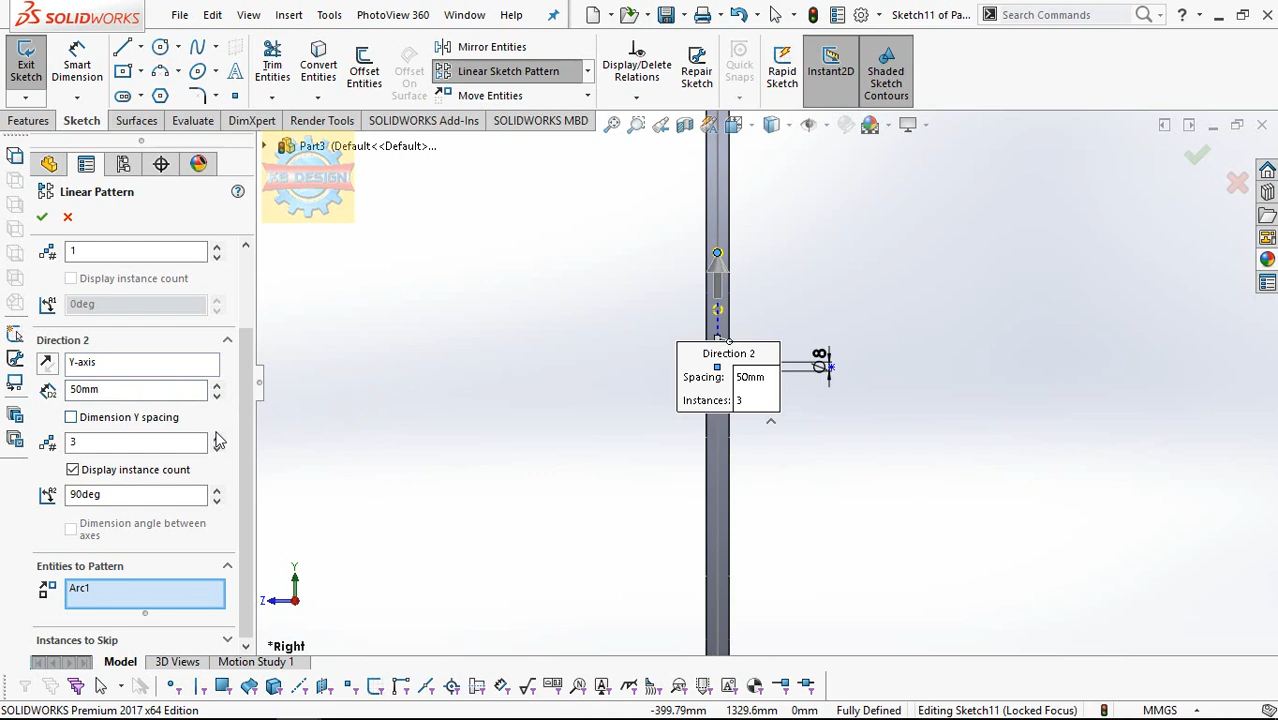 SOLIDWORKS
File Edit View Insert Tools PhotoView 360 Window Help
Sketch11 of Pa...
Search Commands
Exit Sketch
Smart Dimension
Trim Entities
Convert Entities
Offset Entities
Offset On Surface
Mirror Entities
Linear Sketch Pattern
Move Entities
Display/Delete Relations
Repair Sketch
Quick Snaps
Rapid Sketch
Instant2D
Shaded Sketch Contours
Features Sketch Surfaces Evaluate DimXpert Render Tools SOLIDWORKS Add-Ins SOLIDWORKS MBD
Part3 (Default<<Default>...
KB DESIGN
Linear Pattern
1
Display instance count
0deg
Direction 2
Y-axis
50mm
Dimension Y spacing
3
Display instance count
90deg
Dimension angle between
axes
Entities to Pattern
Arc1
Instances to Skip
Direction 2
Spacing: 50mm
Instances: 3
∅8
Y
Z
*Right
Model 3D Views Motion Study 1
SOLIDWORKS Premium 2017 x64 Edition
-399.79mm 1329.6mm 0mm Fully Defined Editing Sketch11 (Locked Focus) MMGS